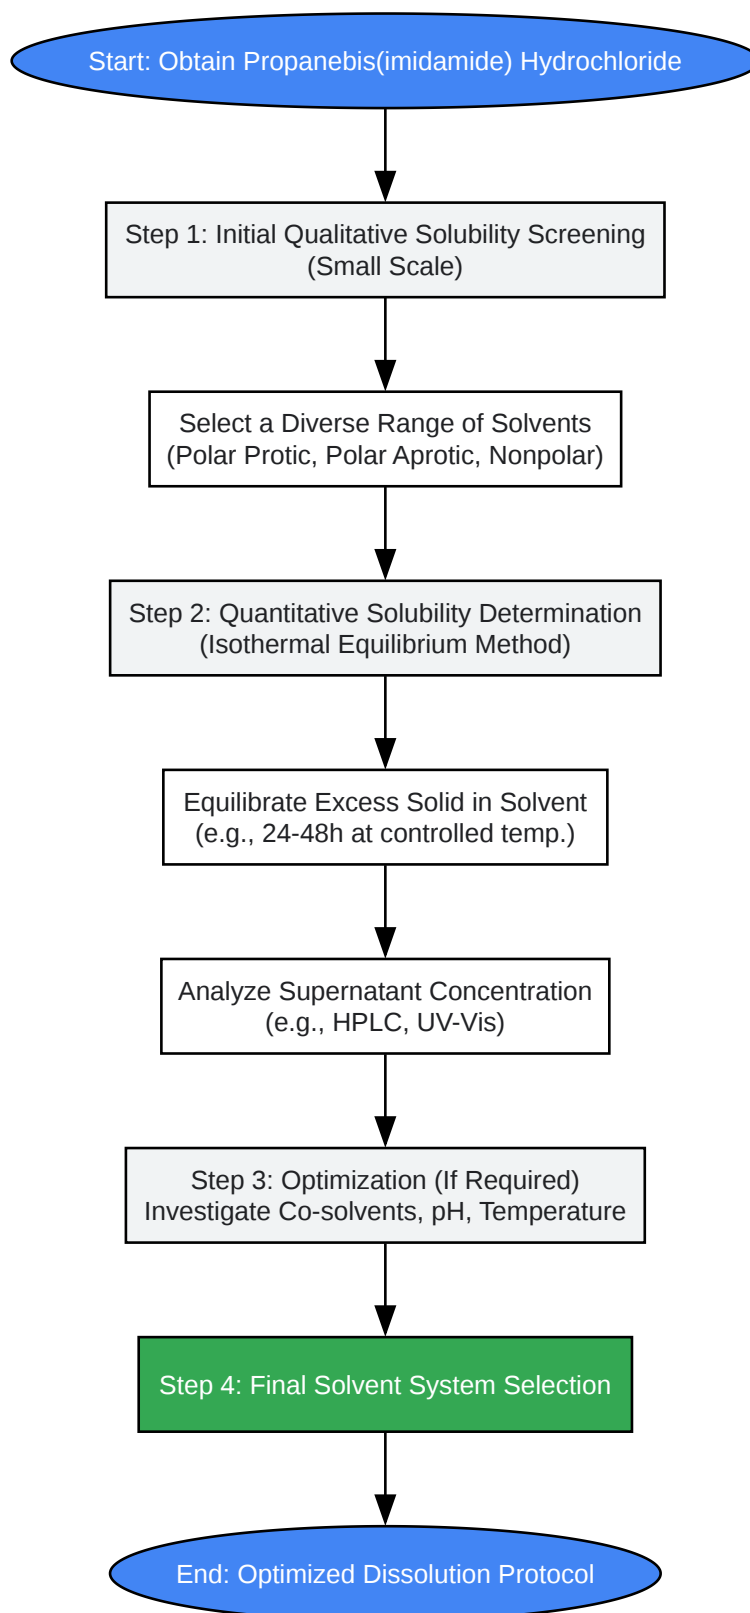 Start: Obtain Propanebis(imidamide) Hydrochloride
Step 1: Initial Qualitative Solubility Screening
(Small Scale)
Select a Diverse Range of Solvents
(Polar Protic, Polar Aprotic, Nonpolar)
Step 2: Quantitative Solubility Determination
(Isothermal Equilibrium Method)
Equilibrate Excess Solid in Solvent
(e.g., 24-48h at controlled temp.)
Analyze Supernatant Concentration
(e.g., HPLC, UV-Vis)
Step 3: Optimization (If Required)
Investigate Co-solvents, pH, Temperature
Step 4: Final Solvent System Selection
End: Optimized Dissolution Protocol